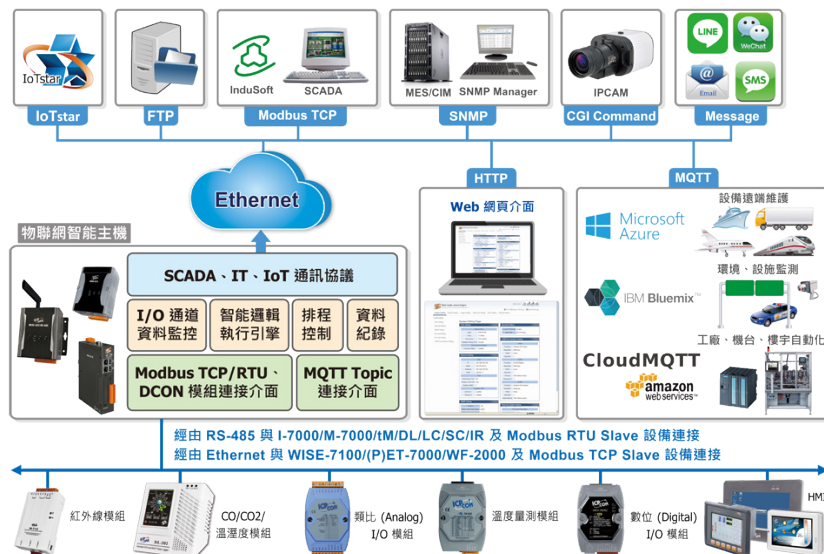 LINE
WeChat
IoTstar
InduSoft
SCADA
MES/CIM
SNMP Manager
IPCAM
Email
SMS
IoTstar
FTP
Modbus TCP
SNMP
CGI Command
Message
Ethernet
HTTP
MQTT
Web 網頁介面
設備遠端維護
Microsoft
Azure
物聯網智能主機
SCADA、IT、IoT 通訊協議
環境、設施監測
IBM Bluemix™
I/O 通道
資料監控
智能邏輯
執行引擎
排程
控制
資料
紀錄
工廠、機台、樓宇自動化
Modbus TCP/RTU、
DCON 模組連接介面
MQTT Topic
連接介面
CloudMQTT
amazon
webservices™
經由 RS-485 與 I-7000/M-7000/tM/DL/LC/SC/IR 及 Modbus RTU Slave 設備連接
經由 Ethernet 與 WISE-7100/(P)ET-7000/WF-2000 及 Modbus TCP Slave 設備連接
紅外線模組
CO/CO2/
溫溼度模組
類比 (Analog)
I/O 模組
溫度量測模組
數位 (Digital)
I/O 模組
HMI